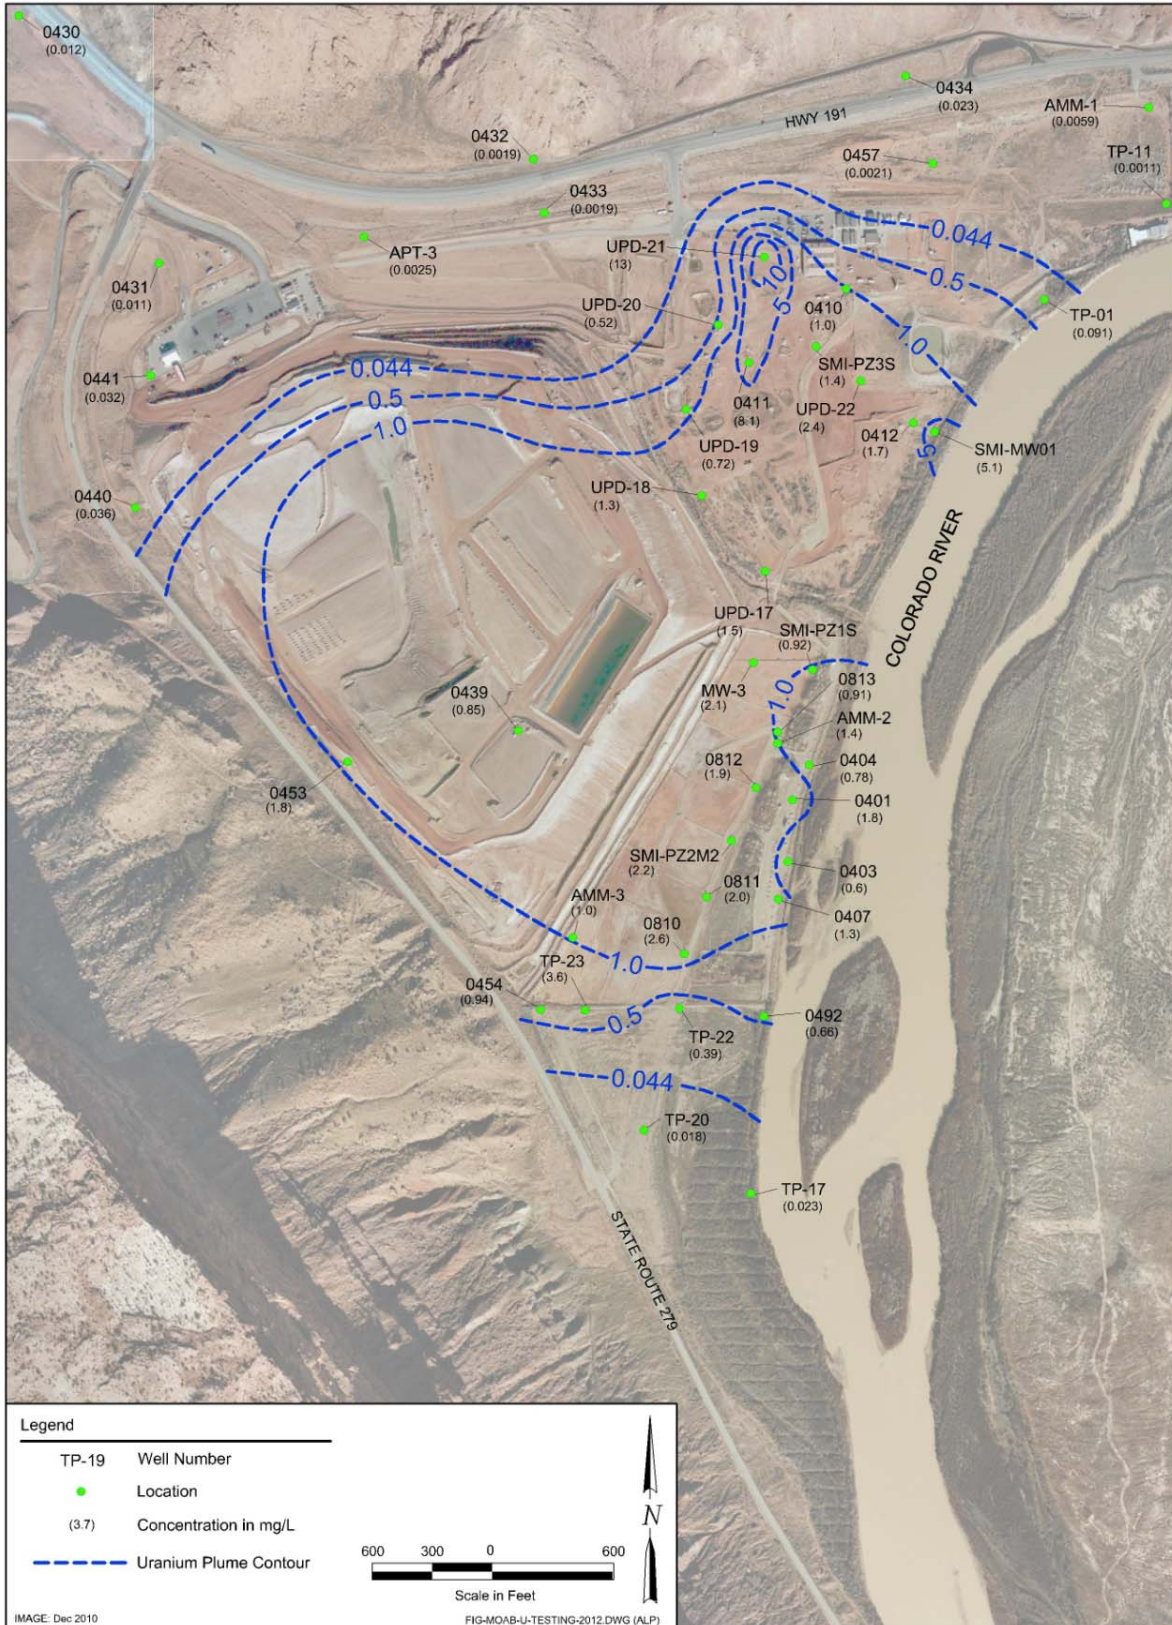 0430
(0.012)
0434
(0.023)
AMM-1
(0.0059)
HWY 191
0432
(0.0019)
0457
(0.0021)
TP-11
(0.0011)
0433
(0.0019)
APT-3
(0.0025)
0431
(0.011)
UPD-21
(13)
0.044
0.5
10
5
UPD-20
(0.52)
0410
(1.0)
TP-01
(0.091)
1.0
SMI-PZ3S
(1.4)
0441
(0.032)
0.044
0.5
1.0
0411
(8.1)
UPD-22
(2.4)
0412
(1.7)
5
SMI-MW01
(5.1)
UPD-19
(0.72)
0440
(0.036)
UPD-18
(1.3)
COLORADO RIVER
UPD-17
(1.5)
SMI-PZ1S
(0.92)
MW-3
(2.1)
1.0
0813
(0.91)
0439
(0.85)
AMM-2
(1.4)
0404
(0.78)
0812
(1.9)
0453
(1.8)
0401
(1.8)
SMI-PZ2M2
(2.2)
0403
(0.6)
0811
(2.0)
AMM-3
(1.0)
0407
(1.3)
0810
(2.6)
1.0
TP-23
(3.6)
0454
(0.94)
0.5
0492
(0.66)
TP-22
(0.39)
0.044
TP-20
(0.018)
TP-17
(0.023)
STATE ROUTE 279
Legend
TP-19 Well Number
Location
(3.7) Concentration in mg/L
Uranium Plume Contour
600 300 0 600
Scale in Feet
N
IMAGE: Dec 2010
FIG-MOAB-U-TESTING-2012.DWG (ALP)